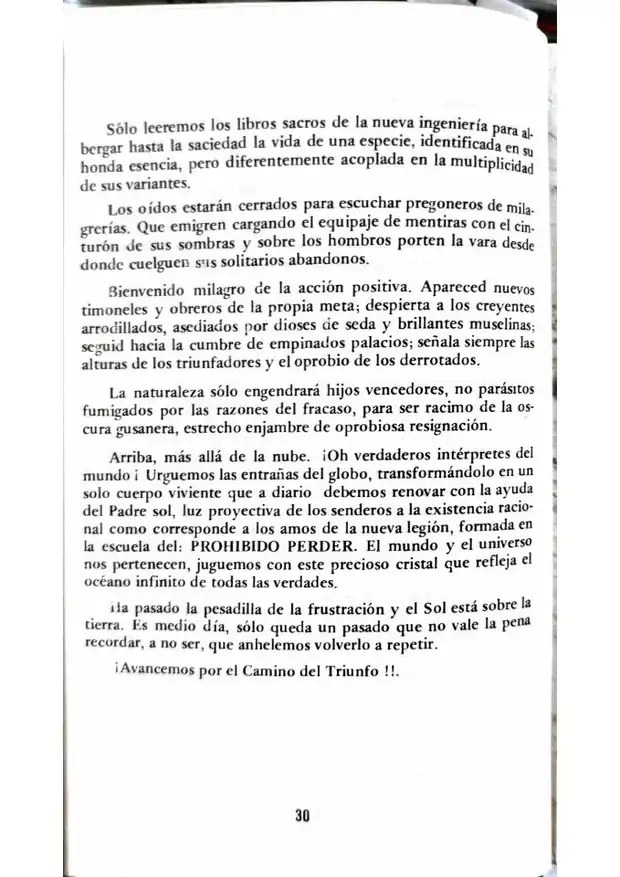 Sólo leeremos los libros sacros de la nueva ingeniería para al-
bergar hasta la saciedad la vida de una especie, identificada en su
honda esencia, pero diferentemente acoplada en la multiplicidad
de sus variantes.
Los oídos estarán cerrados para escuchar pregoneros de mila-
grerías. Que emigren cargando el equipaje de mentiras con el cin-
turón de sus sombras y sobre los hombros porten la vara desde
donde cuelguen sus solitarios abandonos.
Bienvenido milagro de la acción positiva. Apareced nuevos
timoneles y obreros de la propia meta; despierta a los creyentes
arrodillados, asediados por dioses de seda y brillantes muselinas;
seguid hacia la cumbre de empinados palacios; señala siempre las
alturas de los triunfadores y el oprobio de los derrotados.
La naturaleza sólo engendrará hijos vencedores, no parásitos
fumigados por las razones del fracaso, para ser racimo de la os-
cura gusanera, estrecho enjambre de oprobiosa resignación.
Arriba, más allá de la nube. ¡Oh verdaderos intérpretes del
mundo ¡ Urguemos las entrañas del globo, transformándolo en un
solo cuerpo viviente que a diario debemos renovar con la ayuda
del Padre sol, luz proyectiva de los senderos a la existencia racio-
nal como corresponde a los amos de la nueva legión, formada en
la escuela del: PROHIBIDO PERDER. El mundo y el universo
nos pertenecen, juguemos con este precioso cristal que refleja el
océano infinito de todas las verdades.
Ha pasado la pesadilla de la frustración y el Sol está sobre la
tierra. Es medio día, sólo queda un pasado que no vale la pena
recordar, a no ser, que anhelemos volverlo a repetir.
¡Avancemos por el Camino del Triunfo !!.
30